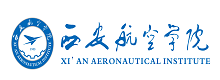 西安航空学院
XI'AN AERONAUTICAL INSTITUTE